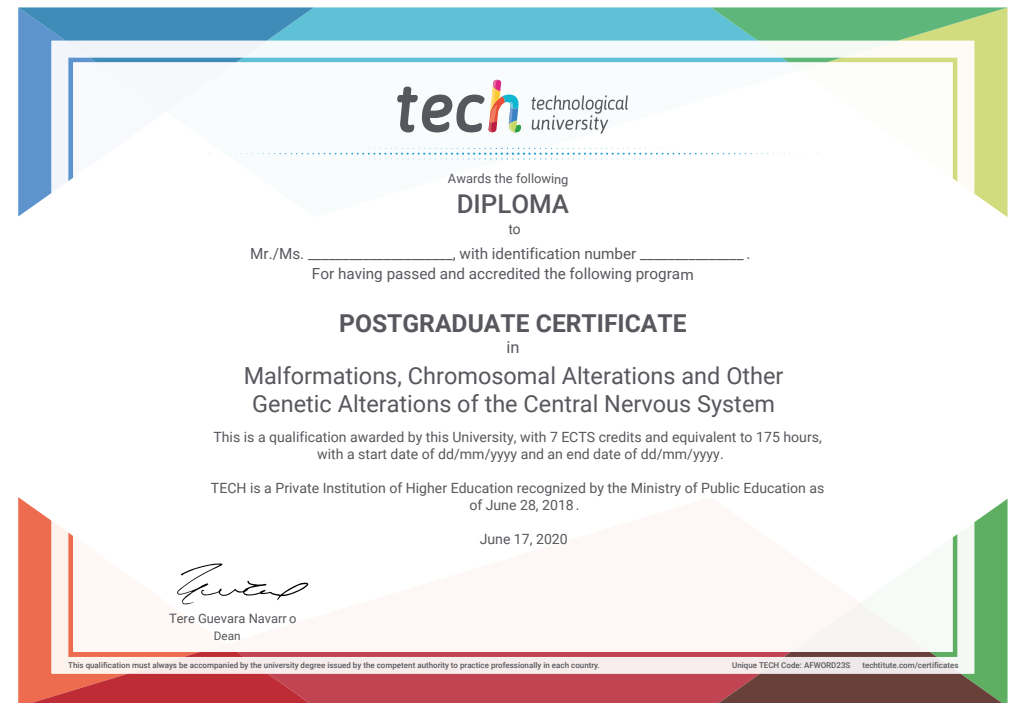 tech technological
university
Awards the following
DIPLOMA
to
Mr./Ms. _____________________, with identification number _______________ .
For having passed and accredited the following program
POSTGRADUATE CERTIFICATE
in
Malformations, Chromosomal Alterations and Other
Genetic Alterations of the Central Nervous System
This is a qualification awarded by this University, with 7 ECTS credits and equivalent to 175 hours,
with a start date of dd/mm/yyyy and an end date of dd/mm/yyyy.
TECH is a Private Institution of Higher Education recognized by the Ministry of Public Education as
of June 28, 2018 .
June 17, 2020
Tere Guevara Navarr o
Dean
This qualification must always be accompanied by the university degree issued by the competent authority to practice professionally in each country.
Unique TECH Code: AFWORD23S techtitute.com/certificates